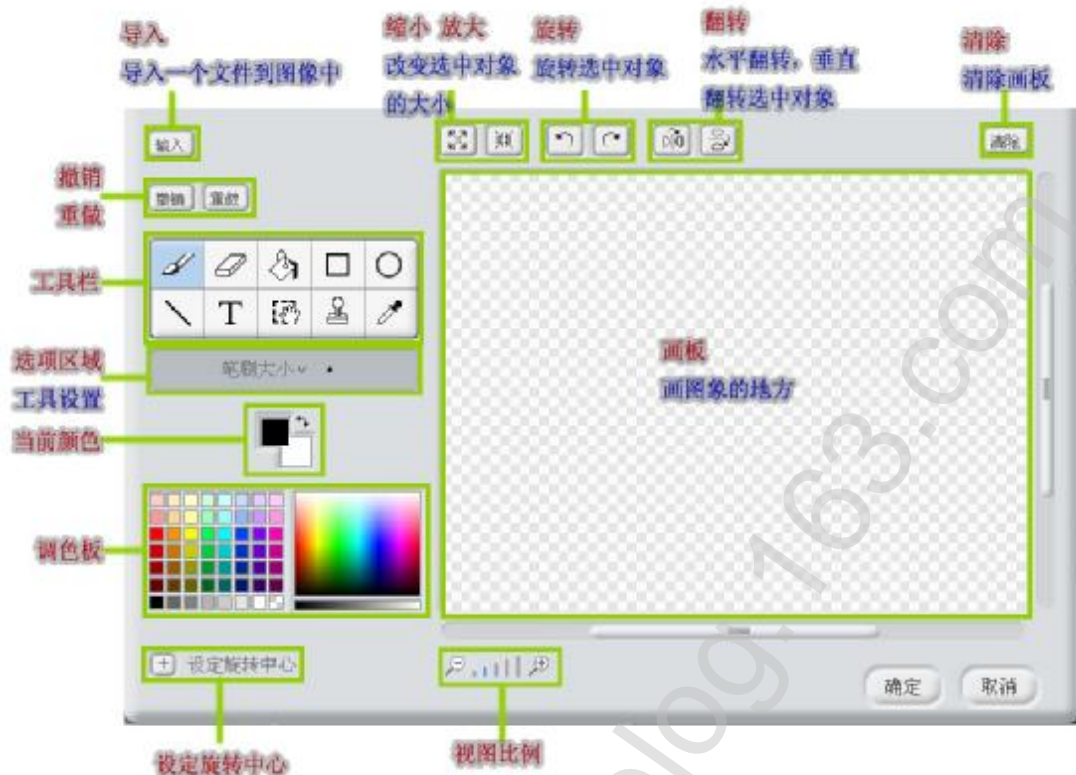 导入
导入一个文件到图像中
缩小 放大
改变选中对象
的大小
旋转
旋转选中对象
翻转
水平翻转，垂直
翻转选中对象
清除
清除画板
输入
清除
撤销
重做
撤销 重做
工具栏
T
选项区域
工具设置
笔刷大小
当前颜色
画板
画图象的地方
调色板
设定旋转中心
确定 取消
设定旋转中心
视图比例